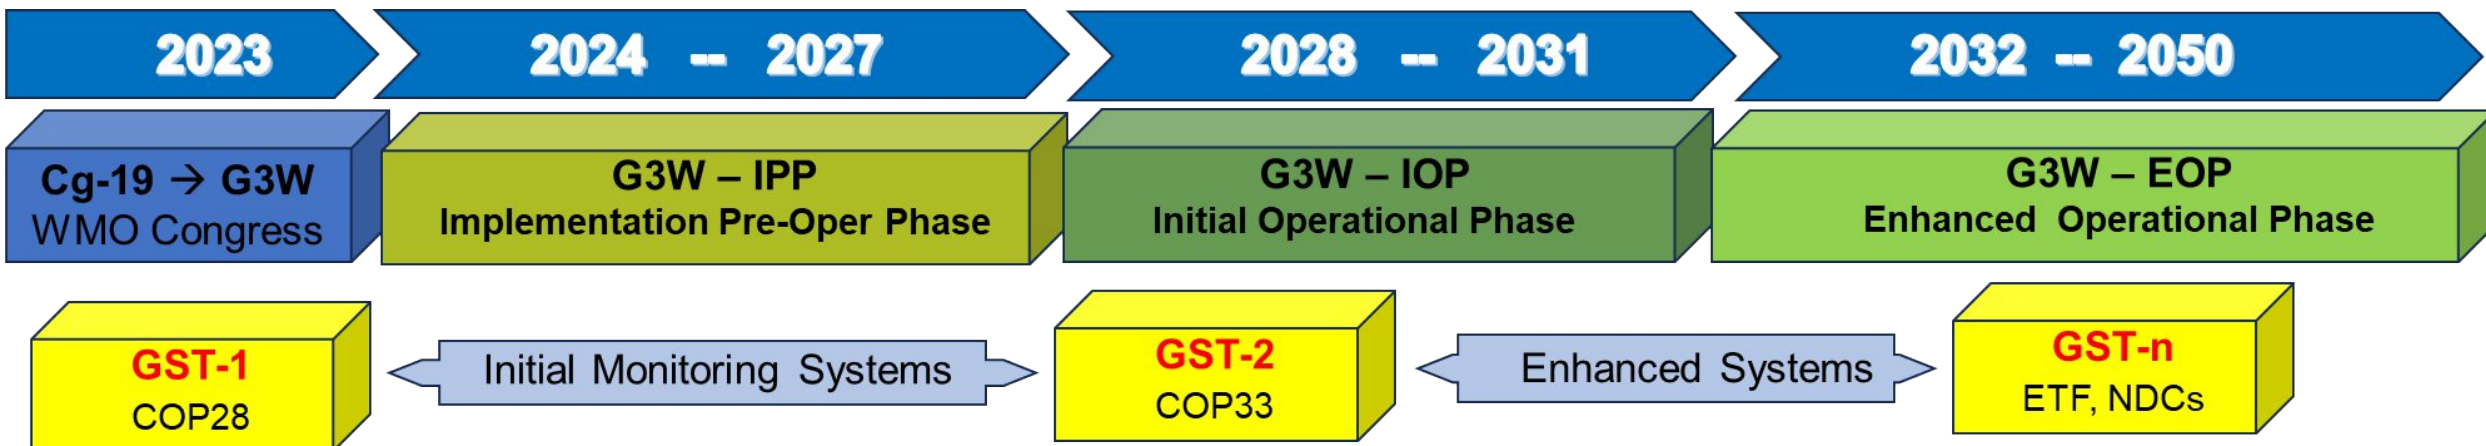 2023
2024 -- 2027
2028 -- 2031
2032 -- 2050
Cg-19 → G3W
WMO Congress
G3W – IPP
Implementation Pre-Oper Phase
G3W – IOP
Initial Operational Phase
G3W – EOP
Enhanced Operational Phase
GST-1
COP28
Initial Monitoring Systems
GST-2
COP33
Enhanced Systems
GST-n
ETF, NDCs